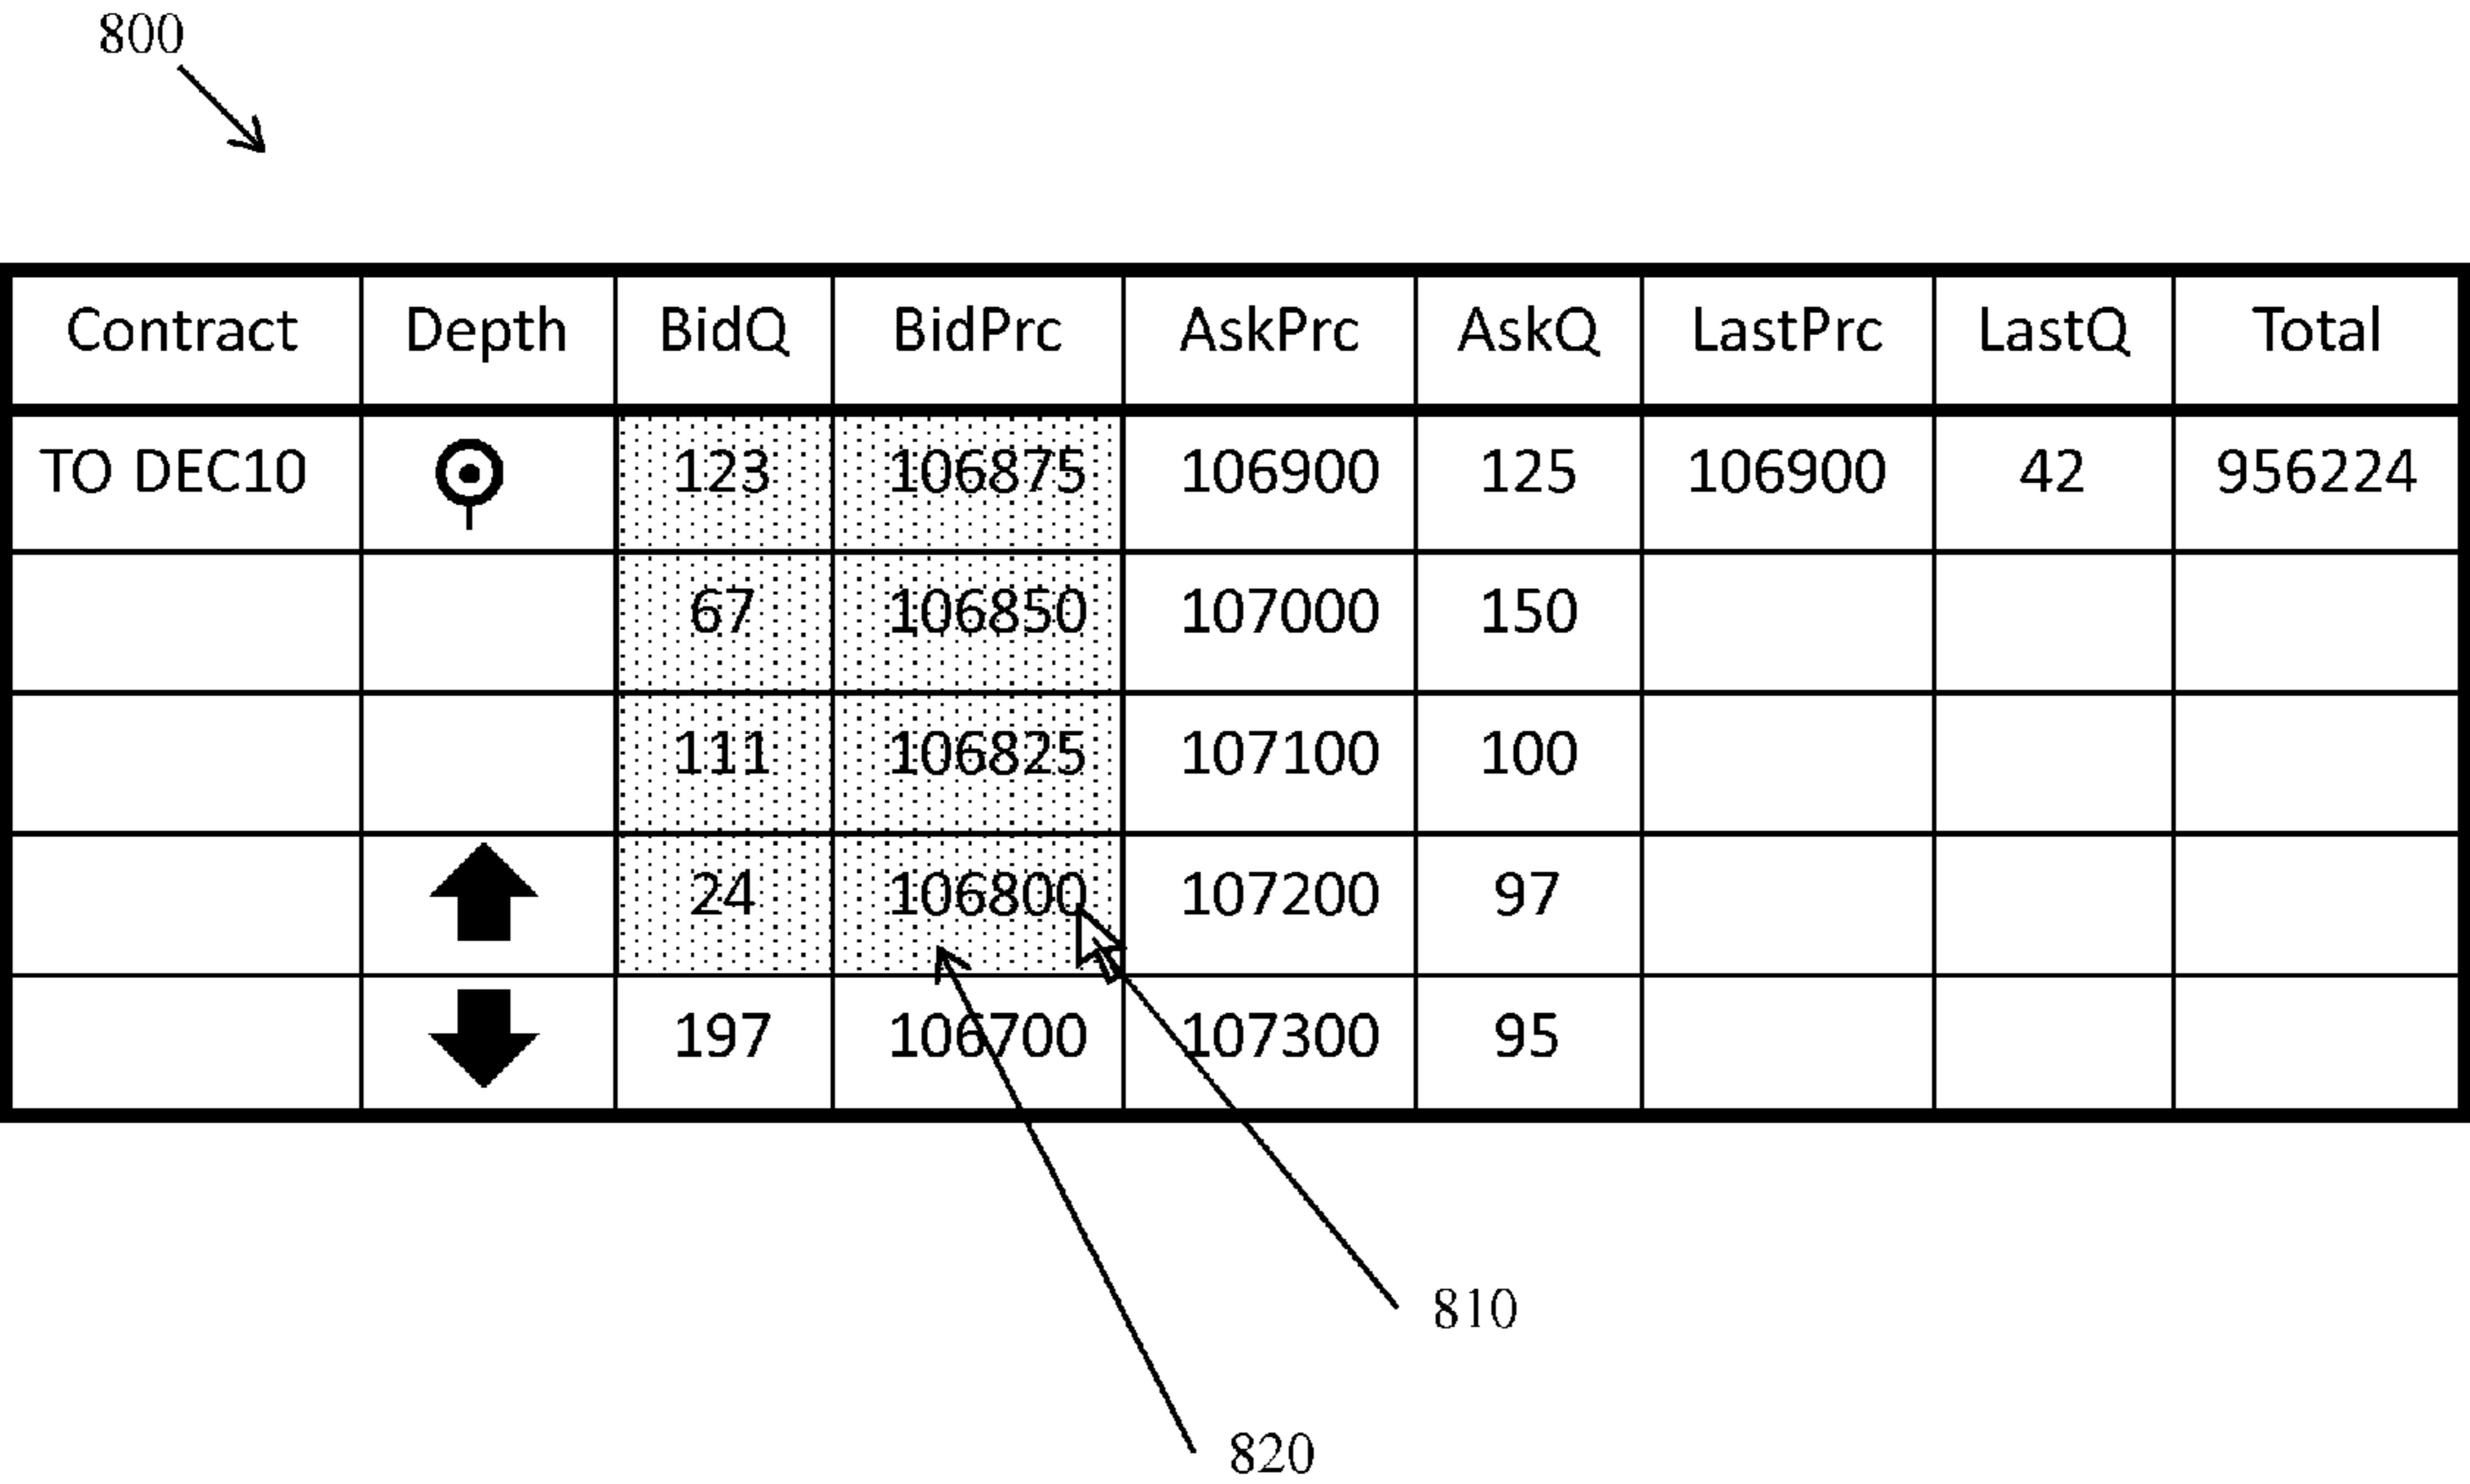 800
Contract Depth BidQ BidPrc AskPrc AskQ LastPrc LastQ Total
TO DEC10 123 106875 106900 125 106900 42 956224
67 106850 107000 150
111 106825 107100 100
24 106800 107200 97
197 106700 107300 95
810
820